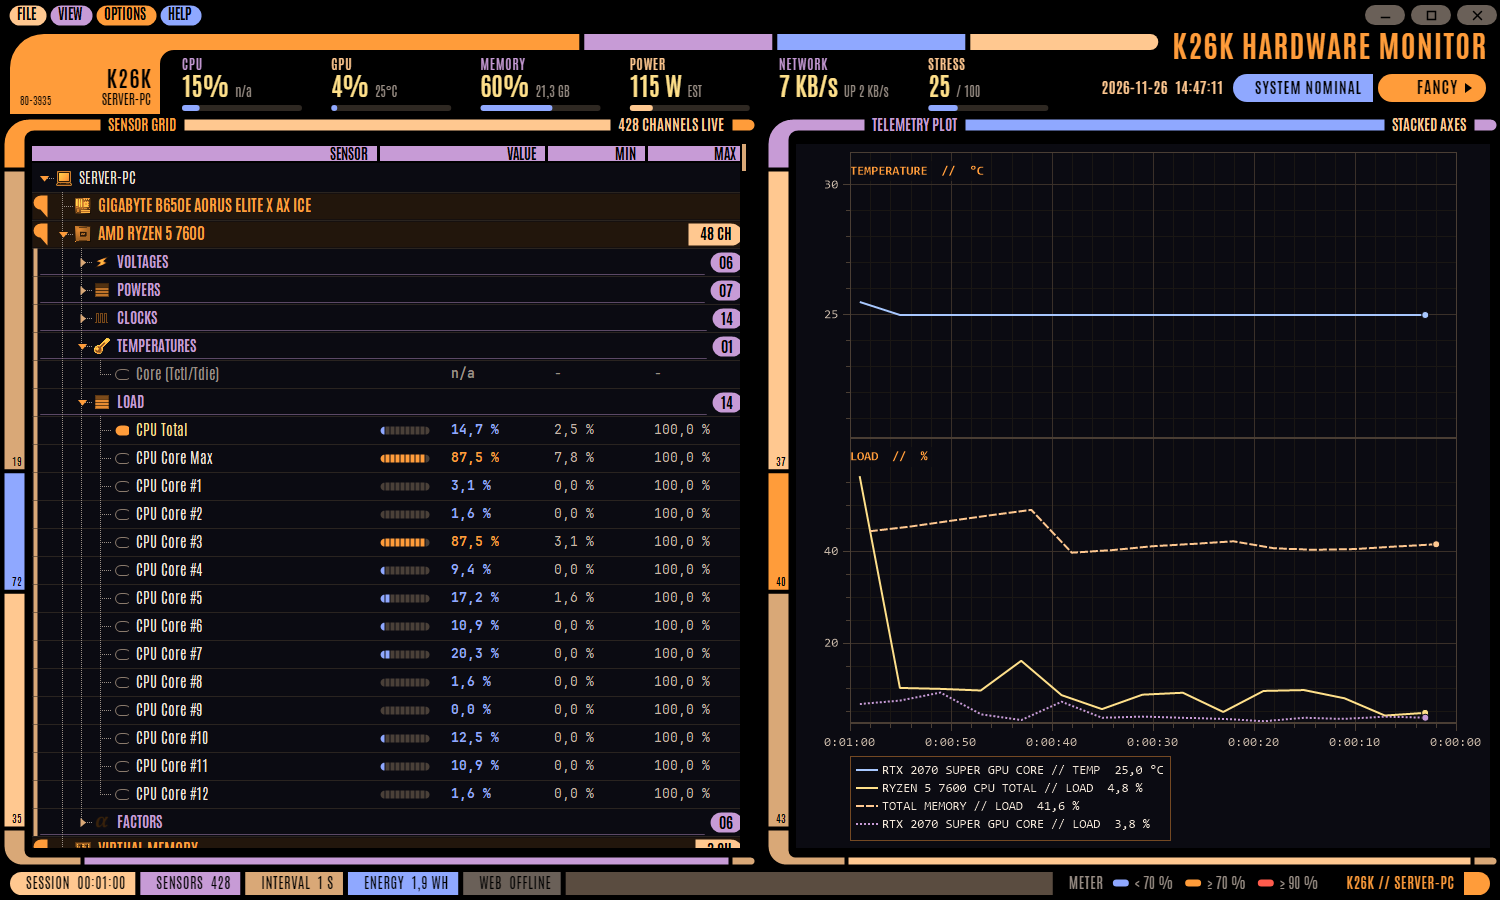 FILE VIEW OPTIONS HELP
K26K HARDWARE MONITOR
K26K
80-3935 SERVER-PC
CPU GPU MEMORY POWER NETWORK STRESS
15% n/a 4% 25°C 60% 21,3 GB 115 W EST 7 KB/s UP 2 KB/s 25 / 100
2026-11-26 14:47:11 SYSTEM NOMINAL FANCY
SENSOR GRID 428 CHANNELS LIVE
SENSOR VALUE MIN MAX
SERVER-PC
GIGABYTE B650E AORUS ELITE X AX ICE
AMD RYZEN 5 7600 48 CH
VOLTAGES 06
POWERS 07
CLOCKS 14
TEMPERATURES 01
Core (Tctl/Tdie) n/a - -
LOAD 14
CPU Total 14,7 % 2,5 % 100,0 %
CPU Core Max 87,5 % 7,8 % 100,0 %
CPU Core #1 3,1 % 0,0 % 100,0 %
CPU Core #2 1,6 % 0,0 % 100,0 %
CPU Core #3 87,5 % 3,1 % 100,0 %
CPU Core #4 9,4 % 0,0 % 100,0 %
CPU Core #5 17,2 % 1,6 % 100,0 %
CPU Core #6 10,9 % 0,0 % 100,0 %
CPU Core #7 20,3 % 0,0 % 100,0 %
CPU Core #8 1,6 % 0,0 % 100,0 %
CPU Core #9 0,0 % 0,0 % 100,0 %
CPU Core #10 12,5 % 0,0 % 100,0 %
CPU Core #11 10,9 % 0,0 % 100,0 %
CPU Core #12 1,6 % 0,0 % 100,0 %
FACTORS 06
VIRTUAL MEMORY 3 CH
19
72
35
TELEMETRY PLOT STACKED AXES
37
40
43
TEMPERATURE // °C
30
25
LOAD // %
40
20
0:01:00 0:00:50 0:00:40 0:00:30 0:00:20 0:00:10 0:00:00
RTX 2070 SUPER GPU CORE // TEMP 25,0 °C
RYZEN 5 7600 CPU TOTAL // LOAD 4,8 %
TOTAL MEMORY // LOAD 41,6 %
RTX 2070 SUPER GPU CORE // LOAD 3,8 %
SESSION 00:01:00 SENSORS 428 INTERVAL 1 S ENERGY 1,9 WH WEB OFFLINE METER < 70 % ≥ 70 % ≥ 90 % K26K // SERVER-PC